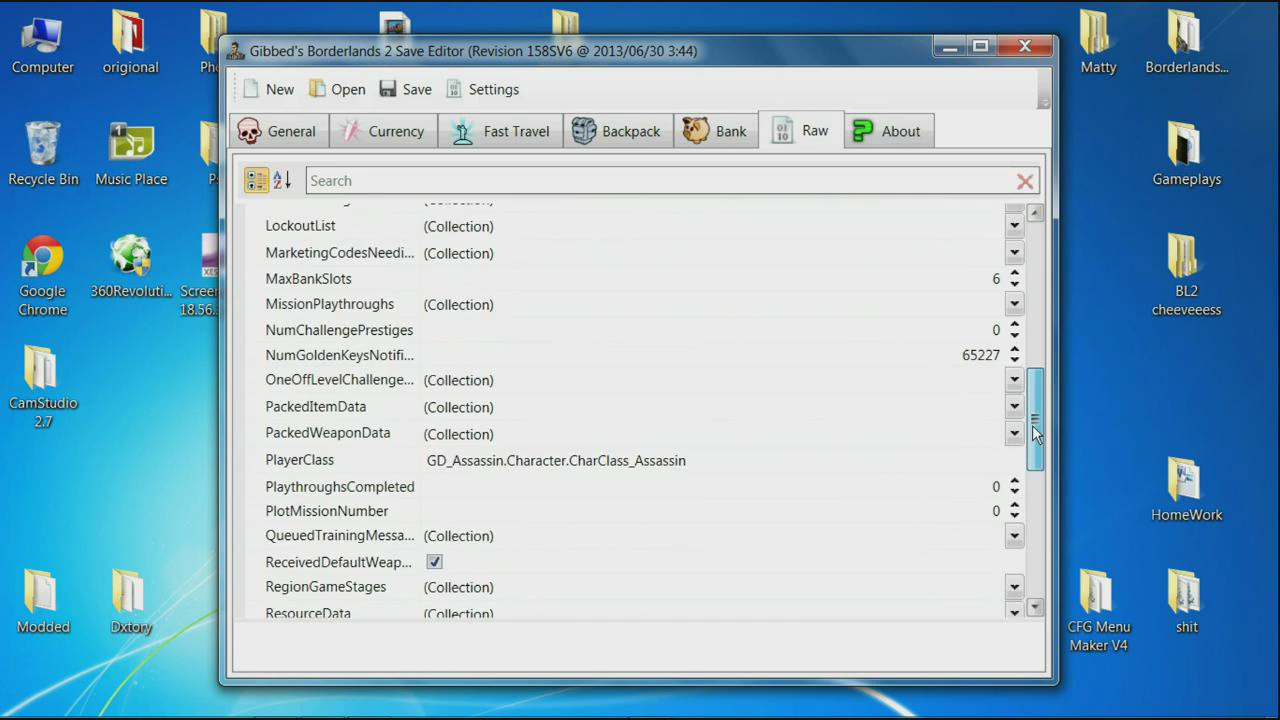 Gibbed's Borderlands 2 Save Editor (Revision 158SV6 @ 2013/06/30 3:44)
New Open Save Settings
General Currency Fast Travel Backpack Bank Raw About
Search
(Collection)
LockoutList (Collection)
MarketingCodesNeedi... (Collection)
MaxBankSlots 6
MissionPlaythroughs (Collection)
NumChallengePrestiges 0
NumGoldenKeysNotifi... 65227
OneOffLevelChallenge... (Collection)
PackedItemData (Collection)
PackedWeaponData (Collection)
PlayerClass GD_Assassin.Character.CharClass_Assassin
PlaythroughsCompleted 0
PlotMissionNumber 0
QueuedTrainingMessa... (Collection)
ReceivedDefaultWeap...
RegionGameStages (Collection)
ResourceData (Collection)
Computer
origional
Recycle Bin
Music Place
Google
Chrome
360Revoluti...
Screen
18.56...
CamStudio
2.7
Modded
Dxtory
Matty
Borderlands...
Gameplays
BL2
cheeveeess
HomeWork
CFG Menu
Maker V4
shit